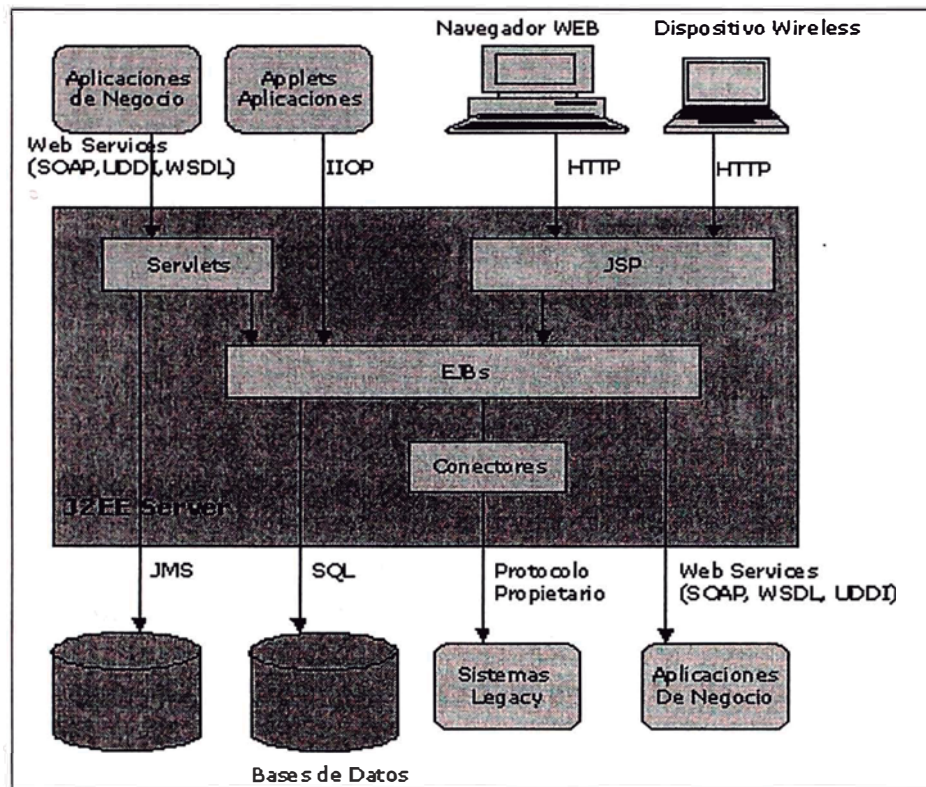 Navegador WEB
Dispositivo Wireless
Aplicaciones
de Negocio
Applets
Aplicaciones
Web Services
(SOAP, UDDI, WSDL)
IIOP
HTTP
HTTP
Servlets
JSP
EJBs
Conectores
J2EE Server
JMS
SQL
Protocolo
Propietario
Web Services
(SOAP, WSDL, UDDI)
Sistemas
Legacy
Aplicaciones
De Negocio
Bases de Datos